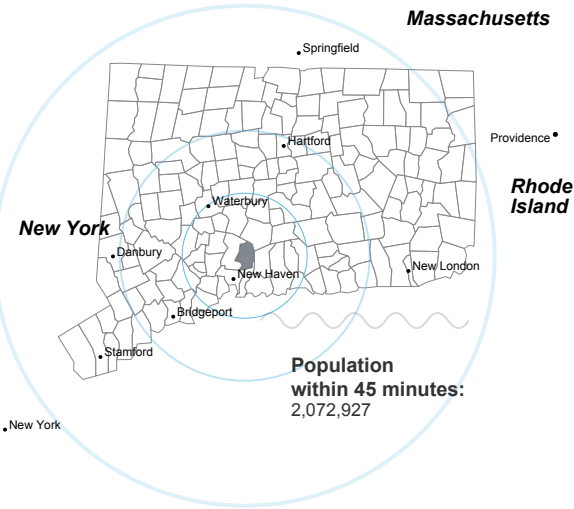 Massachusetts
Springfield
Providence
Hartford
Rhode
Island
Waterbury
New York
Danbury
New London
New Haven
Bridgeport
Stamford
Population
within 45 minutes:
2,072,927
New York